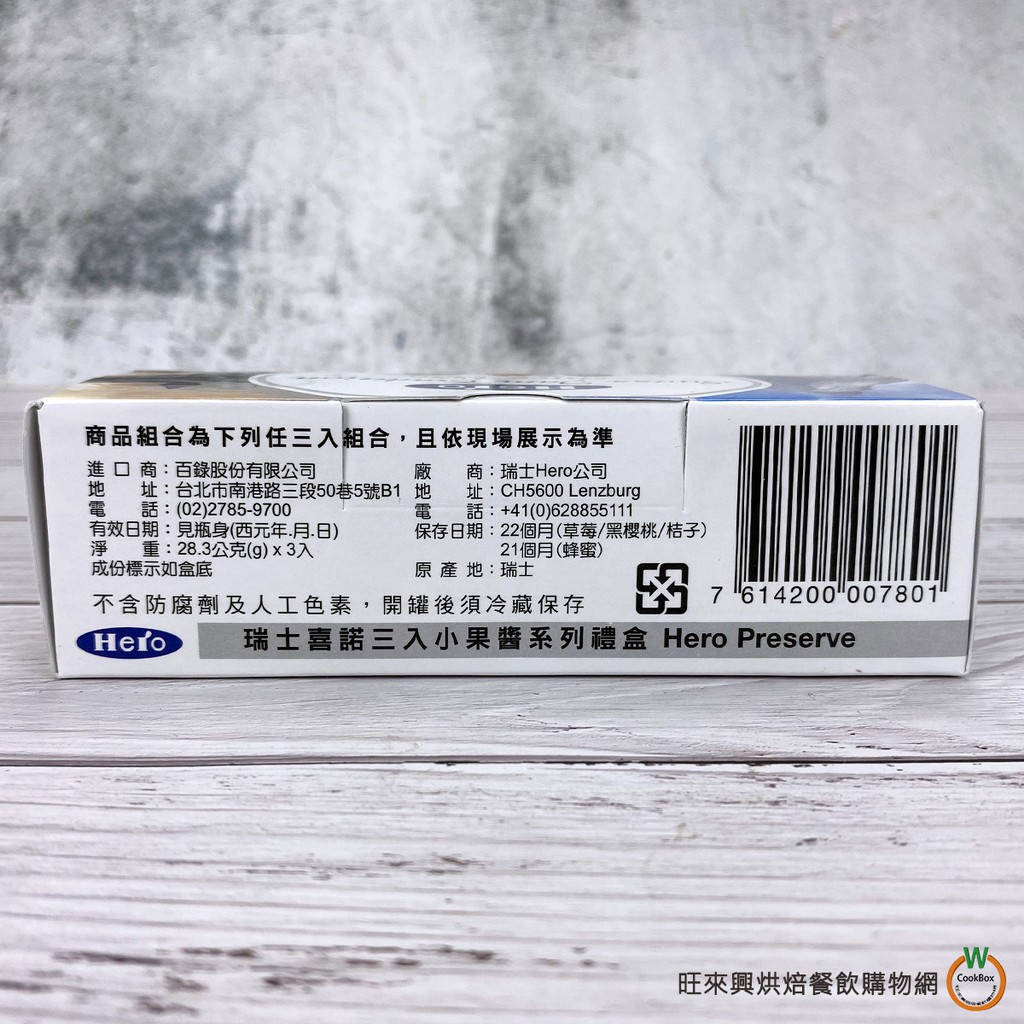 商品組合為下列任三入組合，且依現場展示為準
進口商：百錄股份有限公司
地址：台北市南港路三段50巷5號B1
電話：(02)2785-9700
有效日期：見瓶身(西元年.月.日)
淨重：28.3公克(g) x 3入
成份標示如盒底
廠商：瑞士Hero公司
地址：CH5600 Lenzburg
電話：+41(0)628855111
保存日期：22個月(草莓/黑櫻桃/桔子)
21個月(蜂蜜)
原產地：瑞士
不含防腐劑及人工色素，開罐後須冷藏保存
7 614200 007801
Hero 瑞士喜諾三入小果醬系列禮盒 Hero Preserve
旺來興烘焙餐飲購物網
W
CookBox